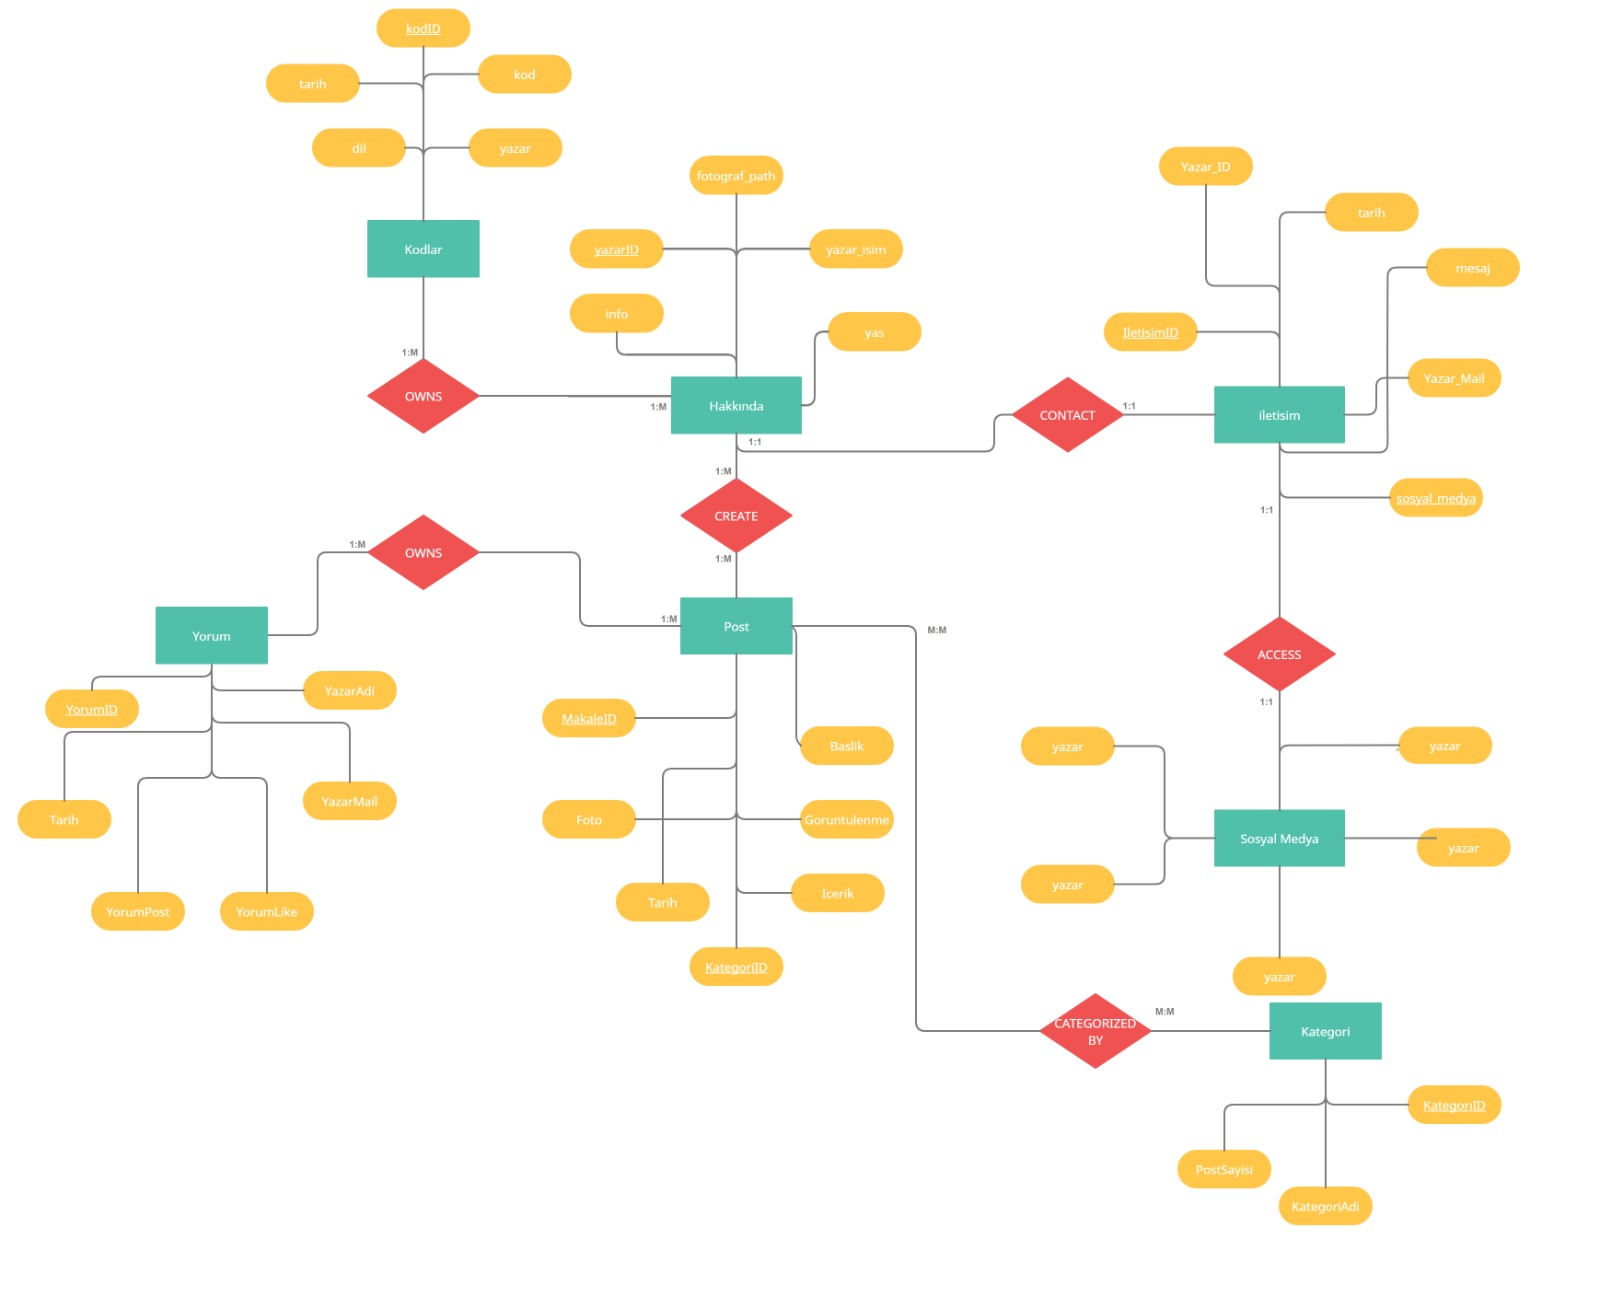 kodID
kod
tarih
dil
yazar
fotograf_path
Yazar_ID
tarih
Kodlar
yazarID
yazar_isim
mesaj
info
yas
IletisimID
1:M
OWNS
1:M
Hakkında
1:1
CONTACT
1:1
iletisim
Yazar_Mail
1:M
CREATE
1:M
sosyal_medya
1:1
1:M
OWNS
1:M
Post
M:M
Yorum
ACCESS
1:1
YorumID
YazarAdi
MakaleID
Baslik
yazar
yazar
Tarih
YazarMail
Foto
Goruntulenme
Sosyal Medya
yazar
yazar
YorumPost
YorumLike
Tarih
Icerik
KategoriID
yazar
CATEGORIZED
BY
M:M
Kategori
KategoriID
PostSayisi
KategoriAdi